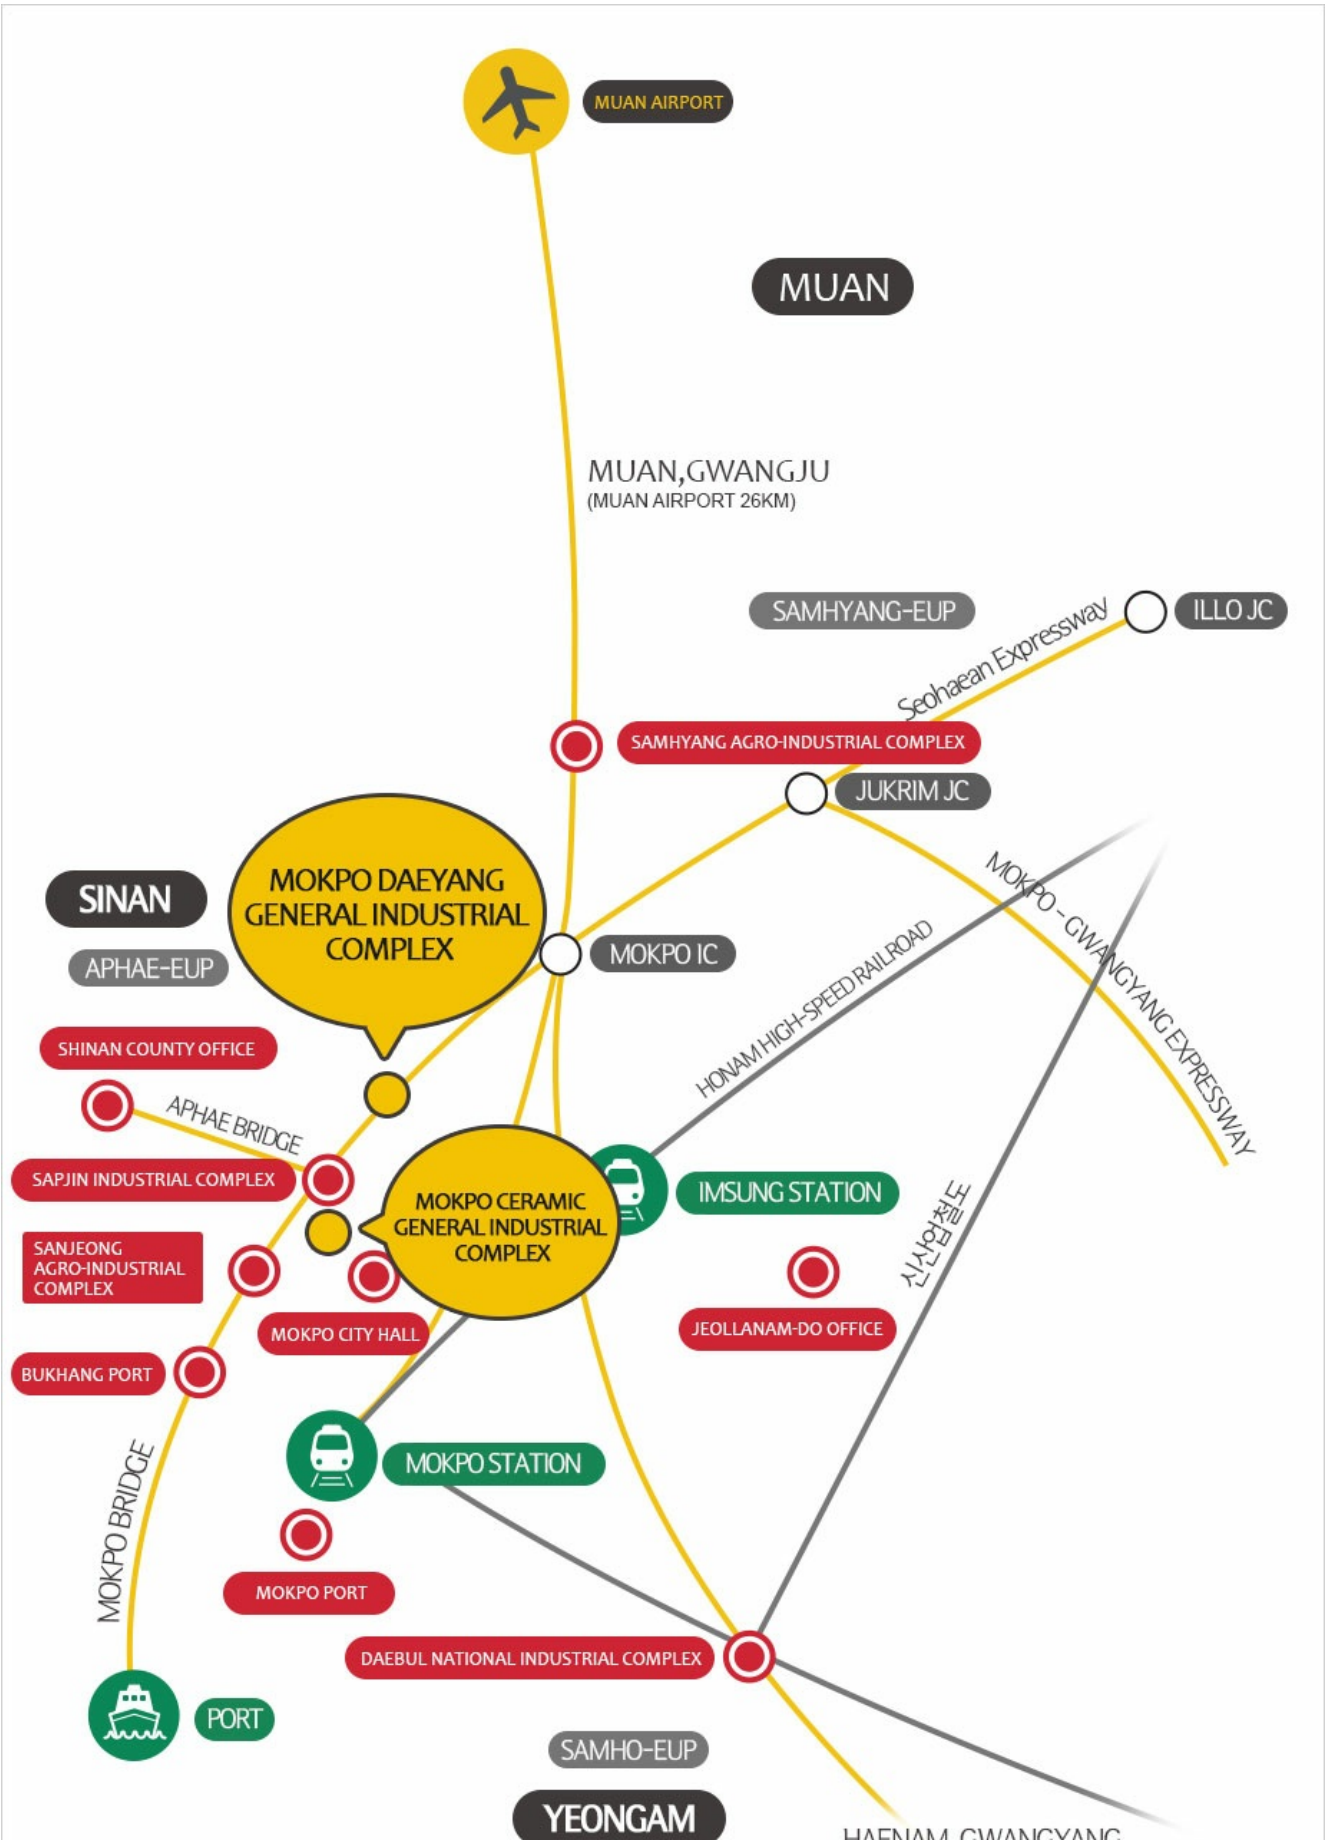 MUAN AIRPORT
MUAN
MUAN,GWANGJU
(MUAN AIRPORT 26KM)
SAMHYANG-EUP
Seohaean Expressway
ILLO JC
SAMHYANG AGRO-INDUSTRIAL COMPLEX
JUKRIM JC
MOKPO DAEYANG
GENERAL INDUSTRIAL
COMPLEX
SINAN
APHAE-EUP
MOKPO IC
MOKPO - GWANGYANG EXPRESSWAY
HONAM HIGH-SPEED RAILROAD
SHINAN COUNTY OFFICE
APHAE BRIDGE
SAPJIN INDUSTRIAL COMPLEX
MOKPO CERAMIC
GENERAL INDUSTRIAL
COMPLEX
IMSUNG STATION
신산업철도
SANJEONG
AGRO-INDUSTRIAL
COMPLEX
MOKPO CITY HALL
JEOLLANAM-DO OFFICE
BUKHANG PORT
MOKPO BRIDGE
MOKPO STATION
MOKPO PORT
DAEBUL NATIONAL INDUSTRIAL COMPLEX
PORT
SAMHO-EUP
YEONGAM
HAENAM, GWANGYANG